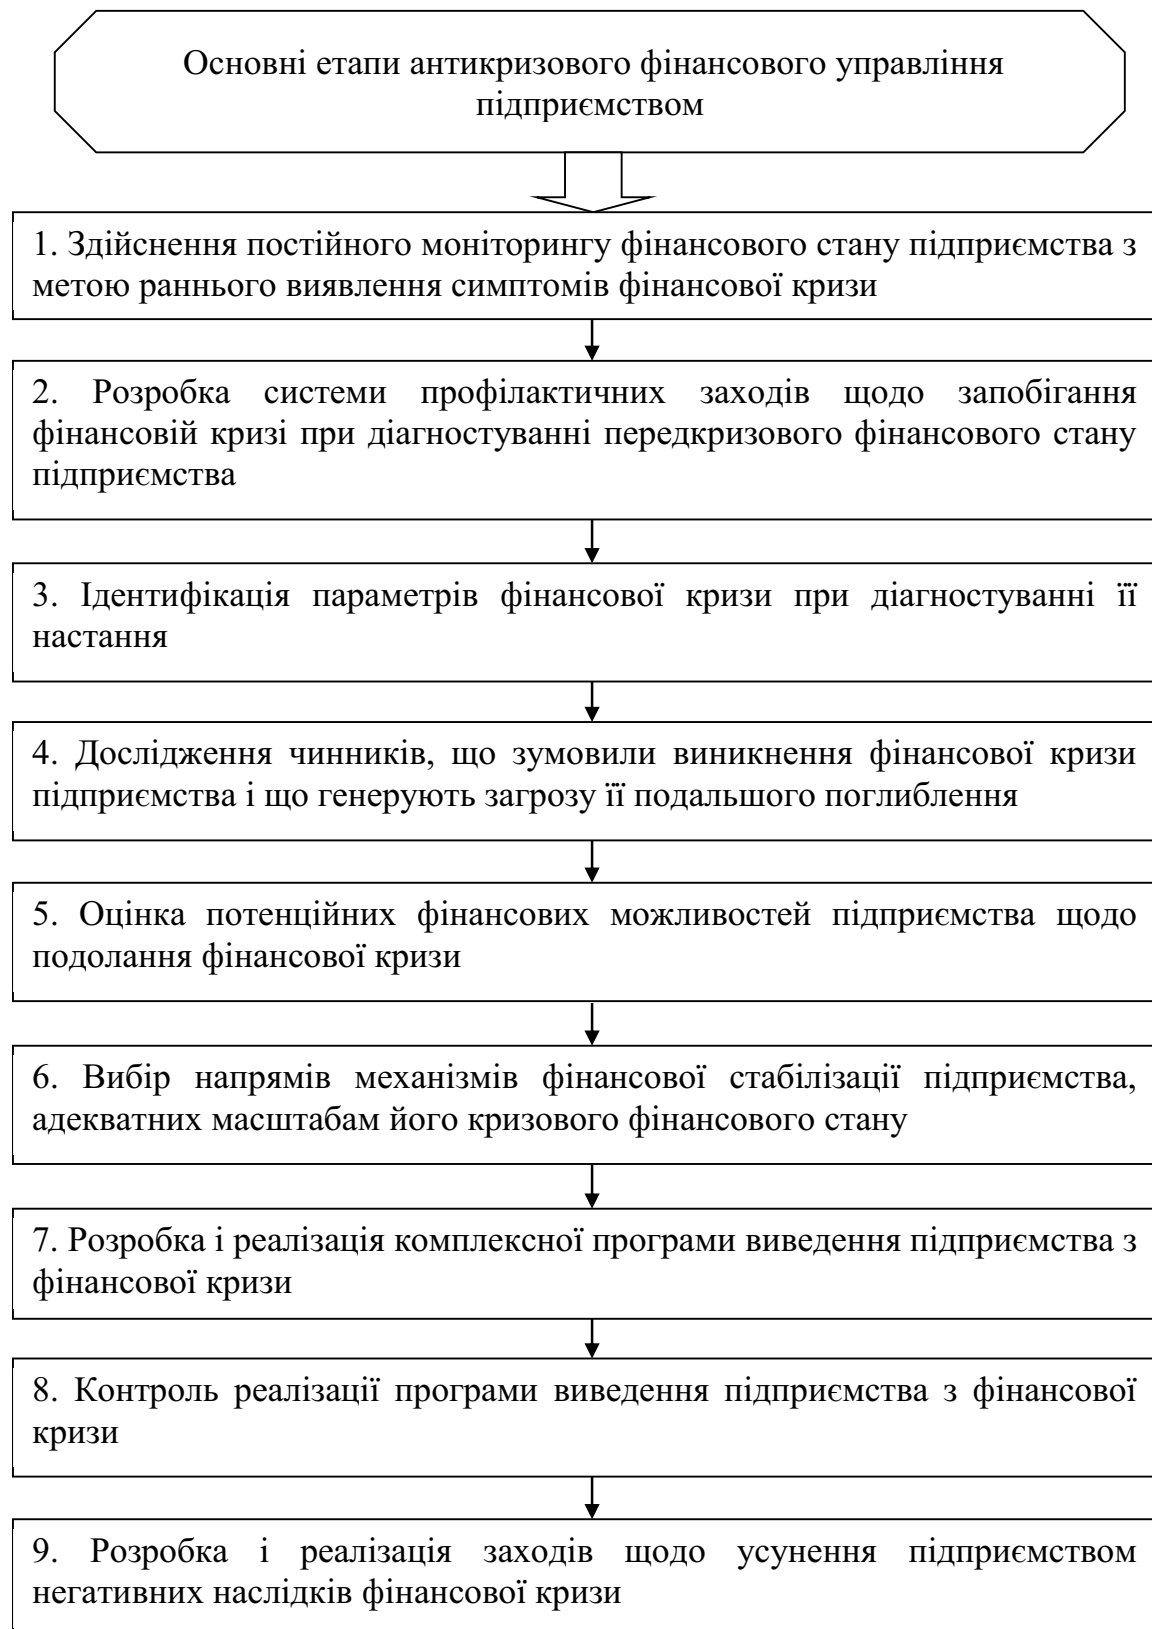 Основні етапи антикризового фінансового управління
підприємством
1. Здійснення постійного моніторингу фінансового стану підприємства з
метою раннього виявлення симптомів фінансової кризи
2. Розробка системи профілактичних заходів щодо запобігання
фінансовій кризі при діагностуванні передкризового фінансового стану
підприємства
3. Ідентифікація параметрів фінансової кризи при діагностуванні її
настання
4. Дослідження чинників, що зумовили виникнення фінансової кризи
підприємства і що генерують загрозу її подальшого поглиблення
5. Оцінка потенційних фінансових можливостей підприємства щодо
подолання фінансової кризи
6. Вибір напрямів механізмів фінансової стабілізації підприємства,
адекватних масштабам його кризового фінансового стану
7. Розробка і реалізація комплексної програми виведення підприємства з
фінансової кризи
8. Контроль реалізації програми виведення підприємства з фінансової
кризи
9. Розробка і реалізація заходів щодо усунення підприємством
негативних наслідків фінансової кризи